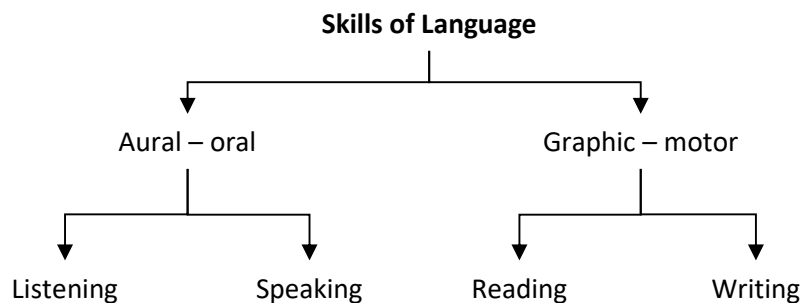 Skills of Language
Aural – oral Graphic – motor
Listening Speaking Reading Writing